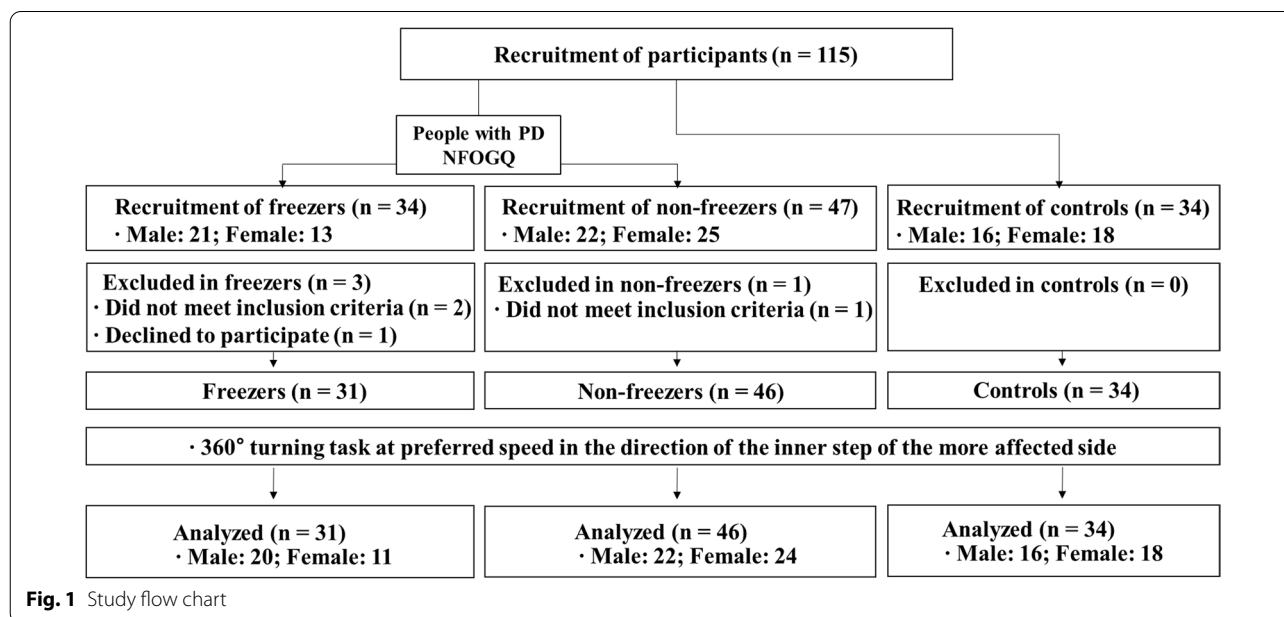 Recruitment of participants (n = 115)
People with PD
NFOGQ
Recruitment of freezers (n = 34)
· Male: 21; Female: 13
Recruitment of non-freezers (n = 47)
· Male: 22; Female: 25
Recruitment of controls (n = 34)
· Male: 16; Female: 18
Excluded in freezers (n = 3)
· Did not meet inclusion criteria (n = 2)
· Declined to participate (n = 1)
Excluded in non-freezers (n = 1)
· Did not meet inclusion criteria (n = 1)
Excluded in controls (n = 0)
Freezers (n = 31)
Non-freezers (n = 46)
Controls (n = 34)
· 360° turning task at preferred speed in the direction of the inner step of the more affected side
Analyzed (n = 31)
· Male: 20; Female: 11
Analyzed (n = 46)
· Male: 22; Female: 24
Analyzed (n = 34)
· Male: 16; Female: 18
Fig. 1 Study flow chart